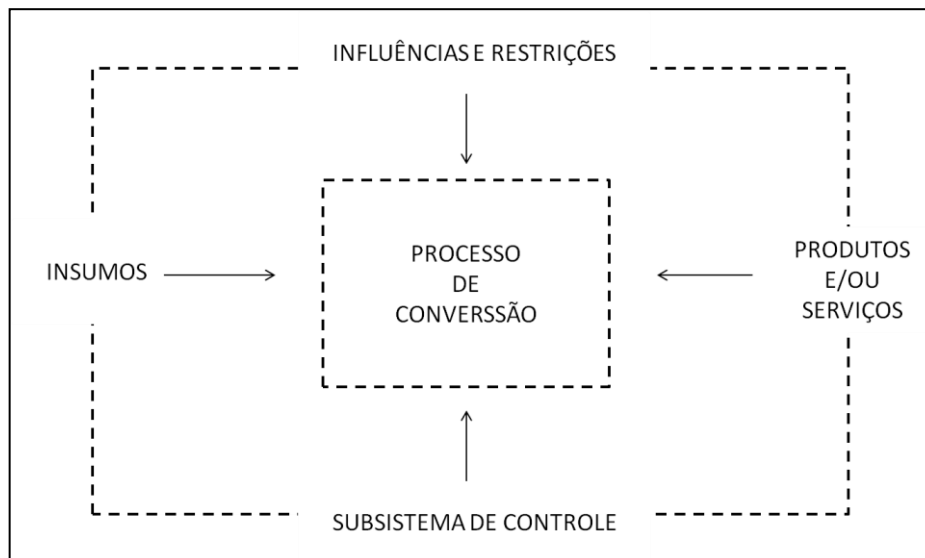 INFLUÊNCIAS E RESTRIÇÕES
INSUMOS
PROCESSO
DE
CONVERSSÃO
PRODUTOS
E/OU
SERVIÇOS
SUBSISTEMA DE CONTROLE